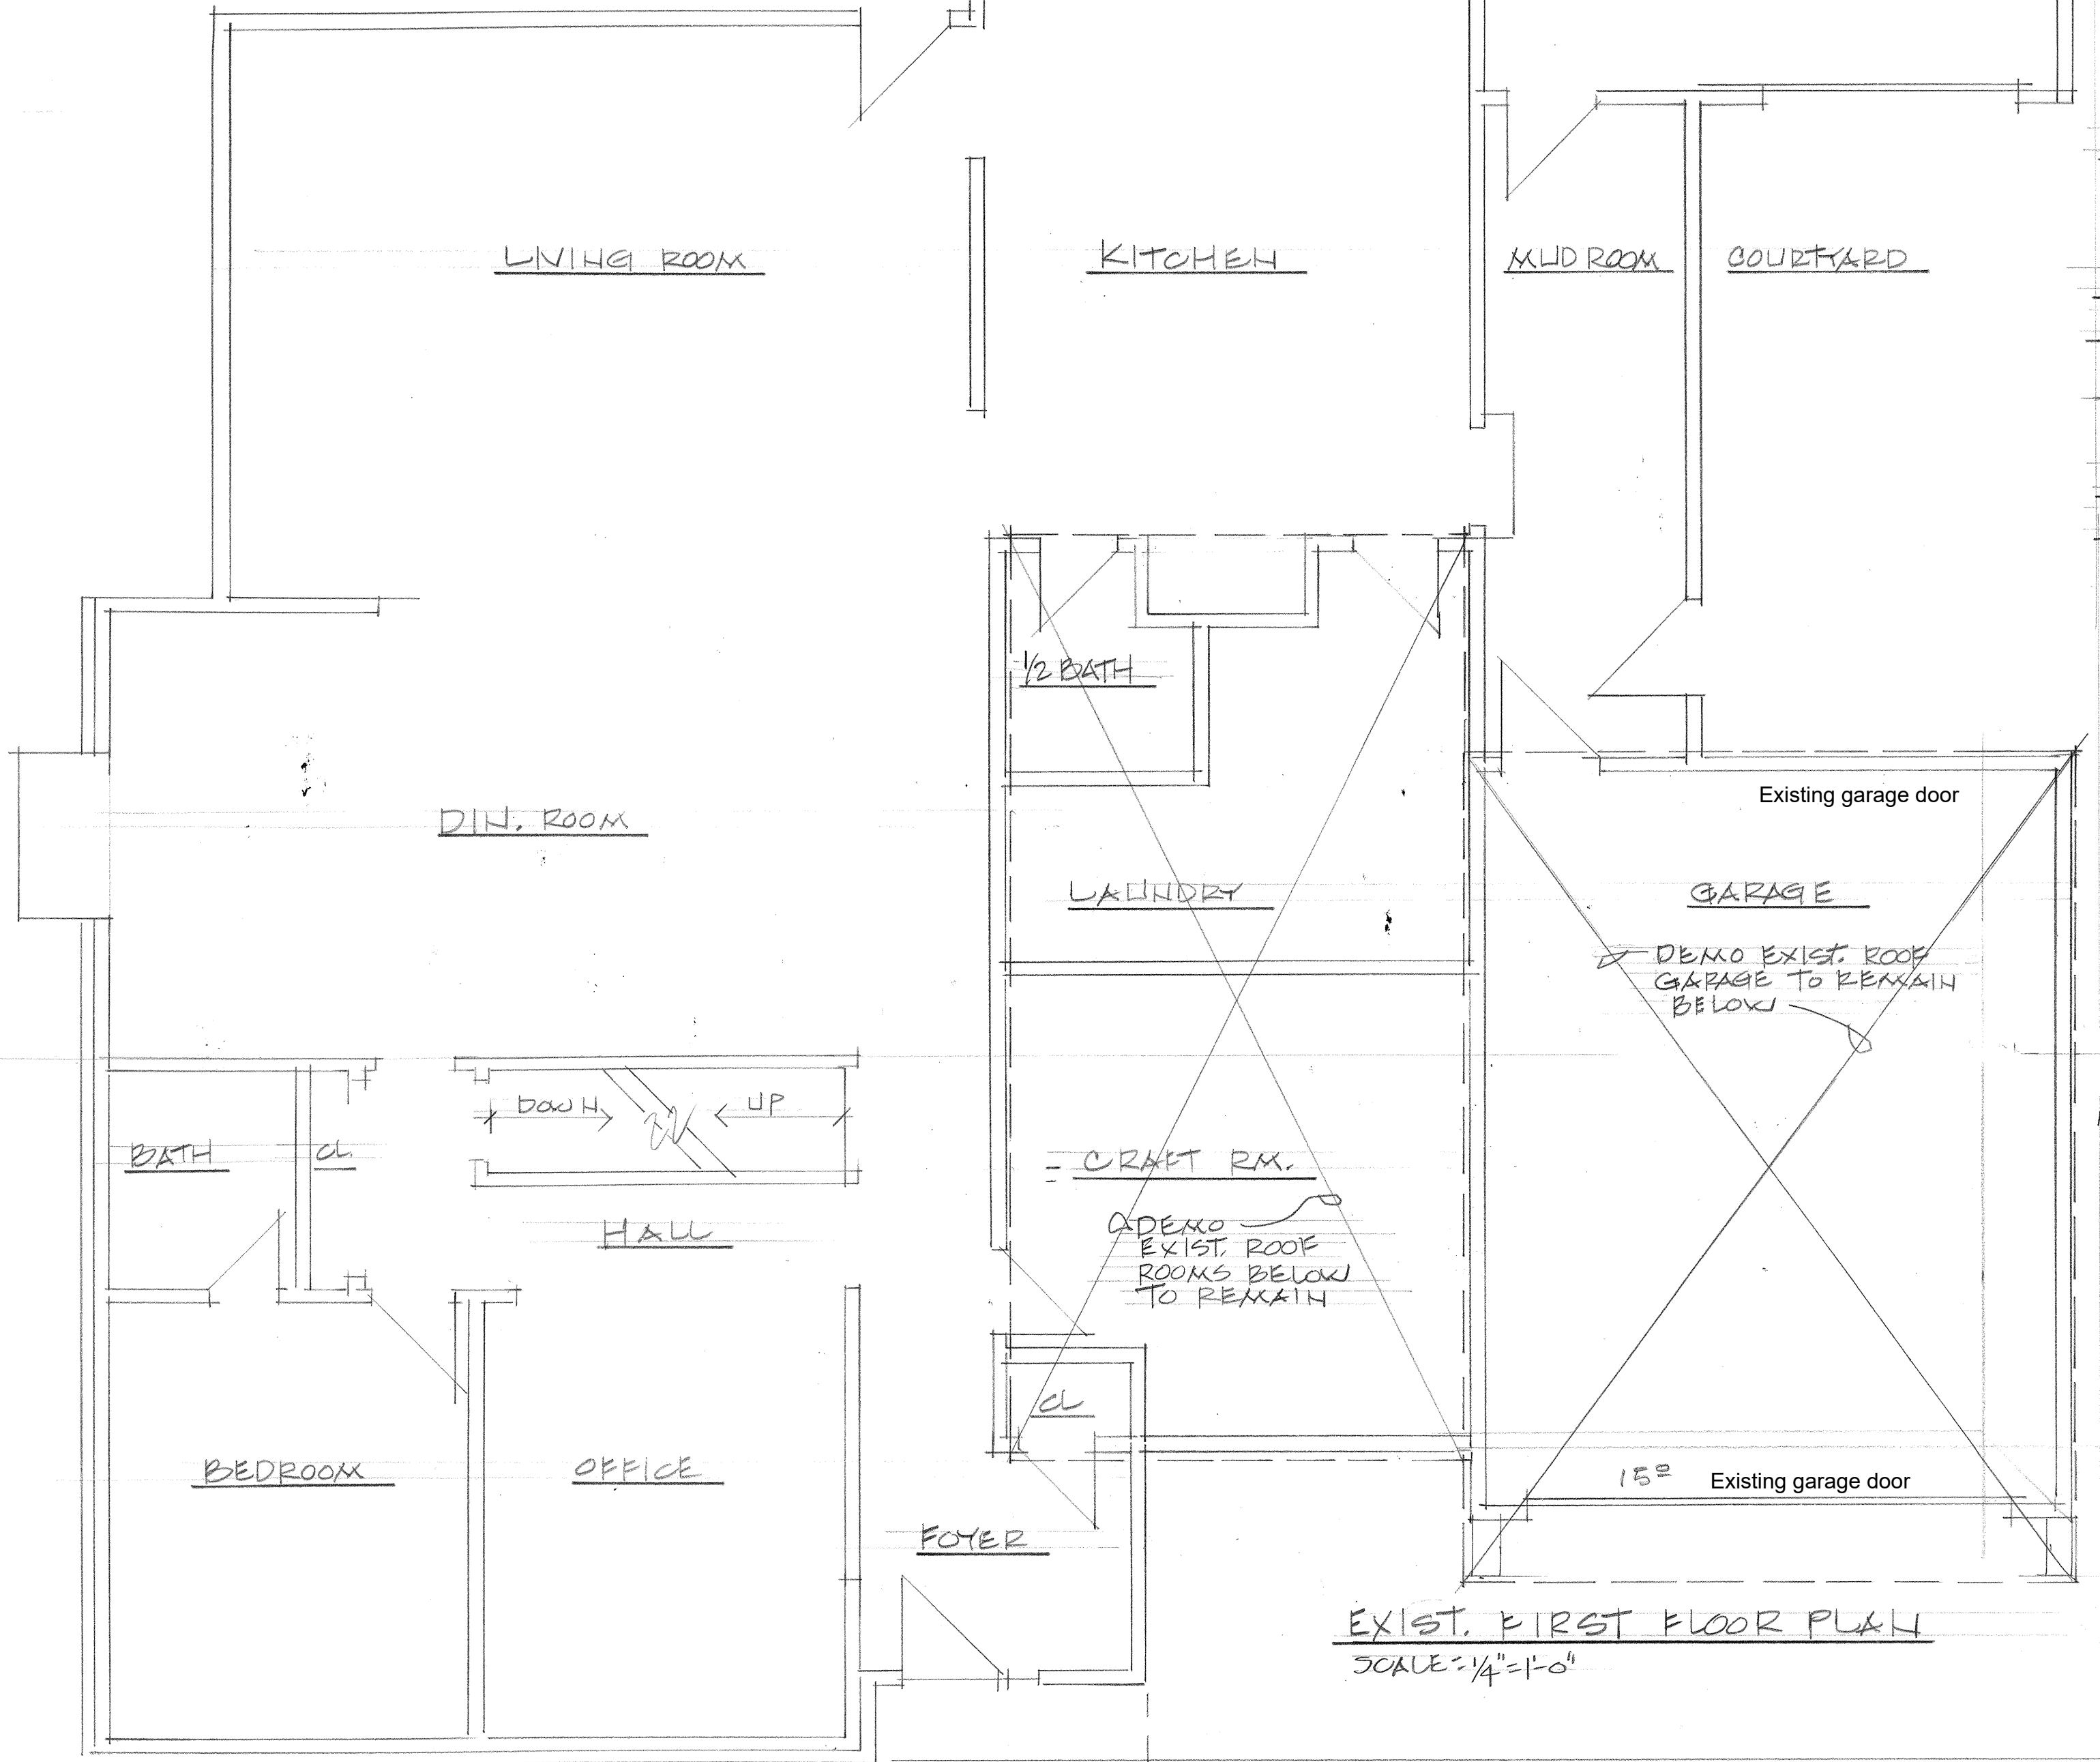 LIVING ROOM
KITCHEN
MUD ROOM
COURTYARD
1/2 BATH
Existing garage door
DIN. ROOM
LAUNDRY
GARAGE
DEMO EXIST. ROOF
GARAGE TO REMAIN
BELOW
DOWN
UP
BATH
CL.
CRAFT RM.
HALL
DEMO
EXIST. ROOF
ROOMS BELOW
TO REMAIN
CL
BEDROOM
OFFICE
15º
Existing garage door
FOYER
EXIST. FIRST FLOOR PLAN
SCALE = 1/4" = 1'-0"